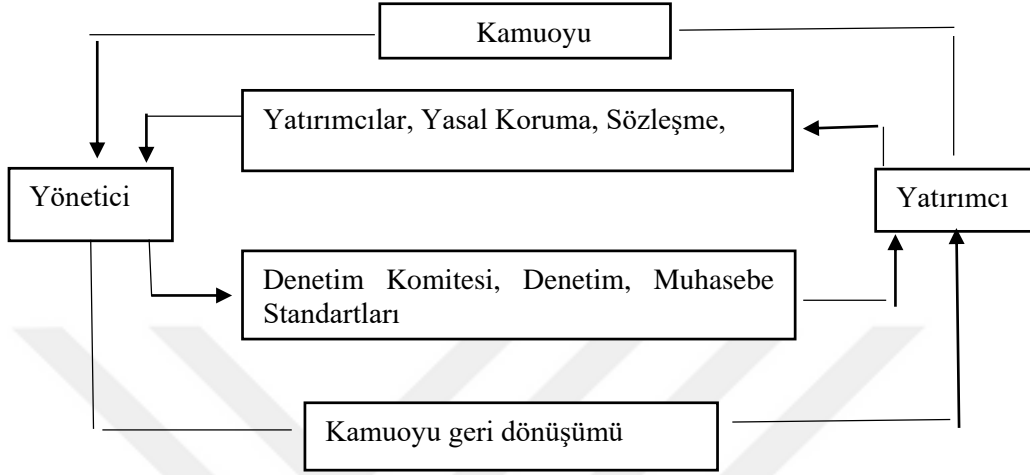 Kamuoyu
Yatırımcılar, Yasal Koruma, Sözleşme,
Yönetici
Yatırımcı
Denetim Komitesi, Denetim, Muhasebe
Standartları
Kamuoyu geri dönüşümü